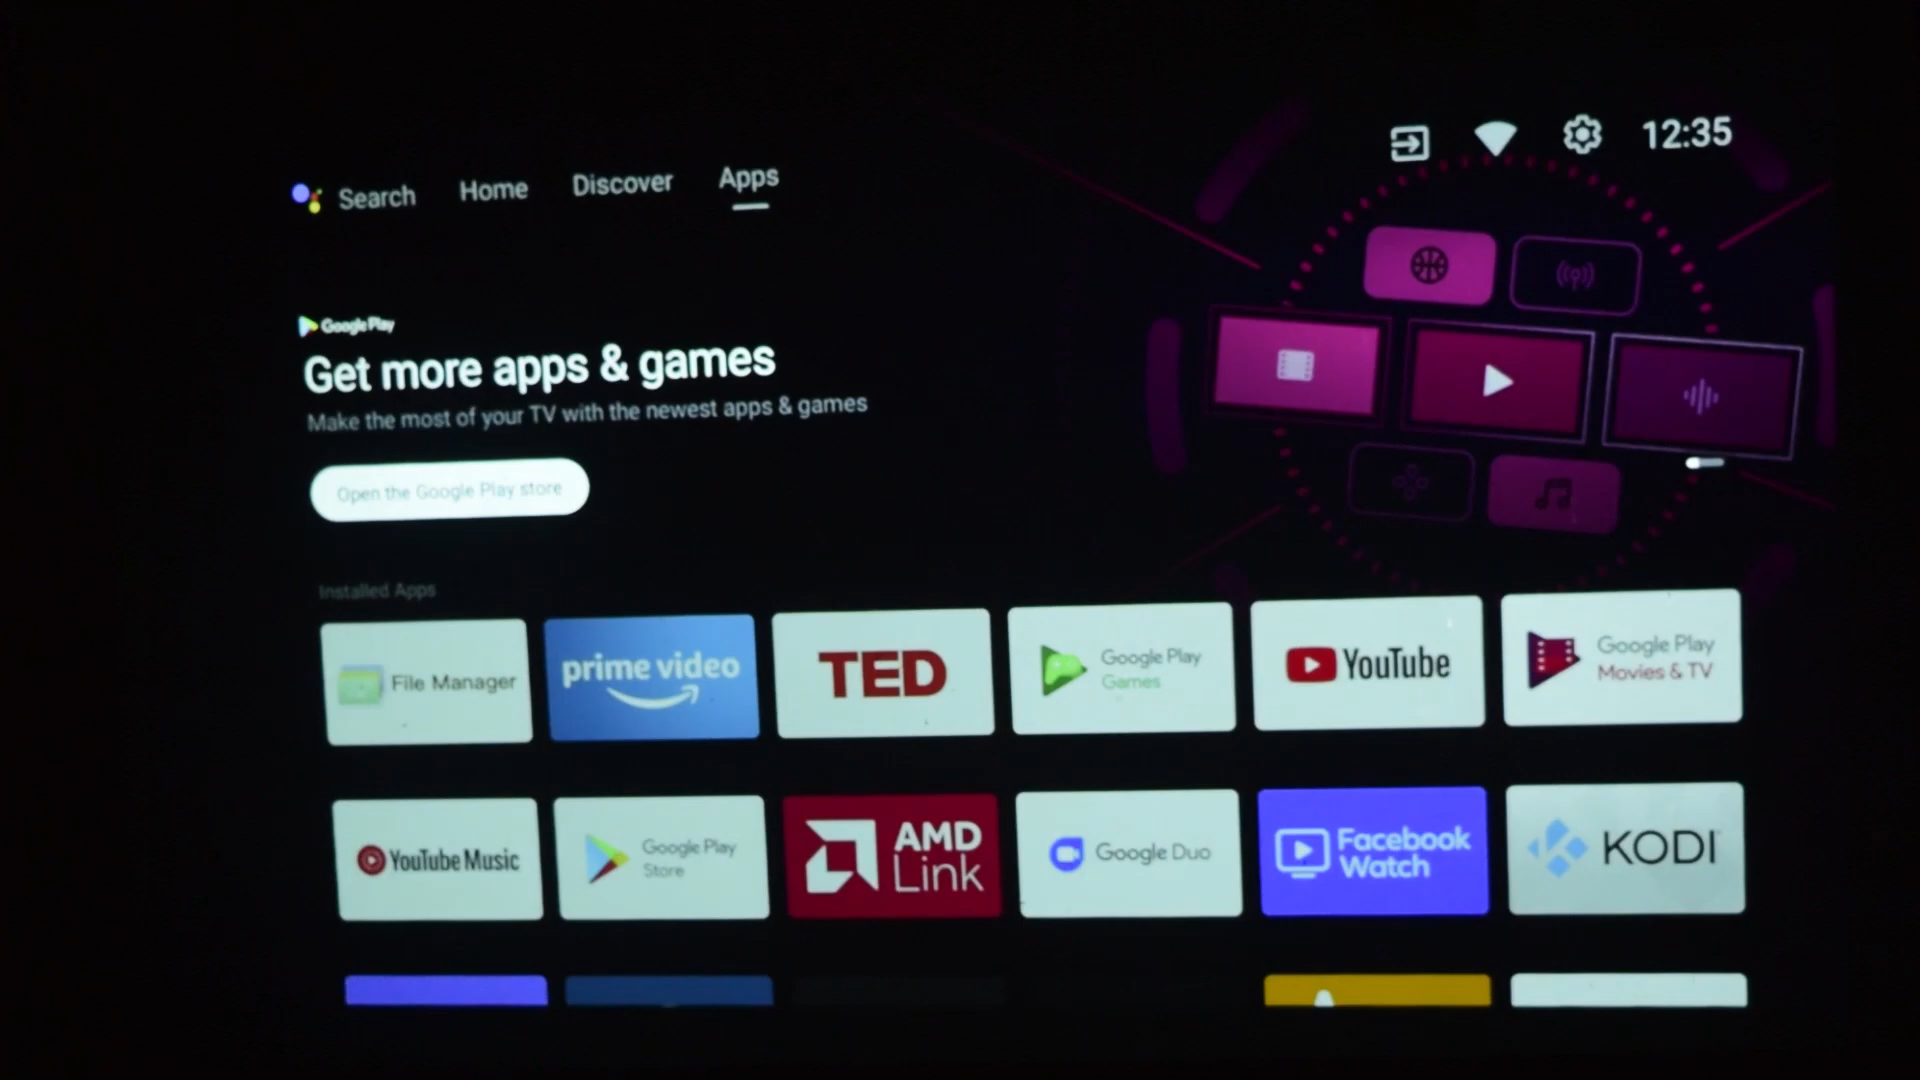 12:35
Search Home Discover Apps
Google Play
Get more apps & games
Make the most of your TV with the newest apps & games
Open the Google Play store
Installed Apps
File Manager
prime video
TED
Google Play
Games
YouTube
Google Play
Movies & TV
YouTube Music
Google Play
Store
AMD
Link
Google Duo
Facebook
Watch
KODI